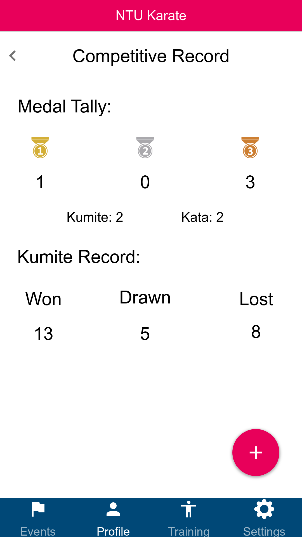 NTU Karate
Competitive Record
Medal Tally:
1 2 3
1 0 3
Kumite: 2 Kata: 2
Kumite Record:
Won Drawn Lost
13 5 8
+
Events Profile Training Settings